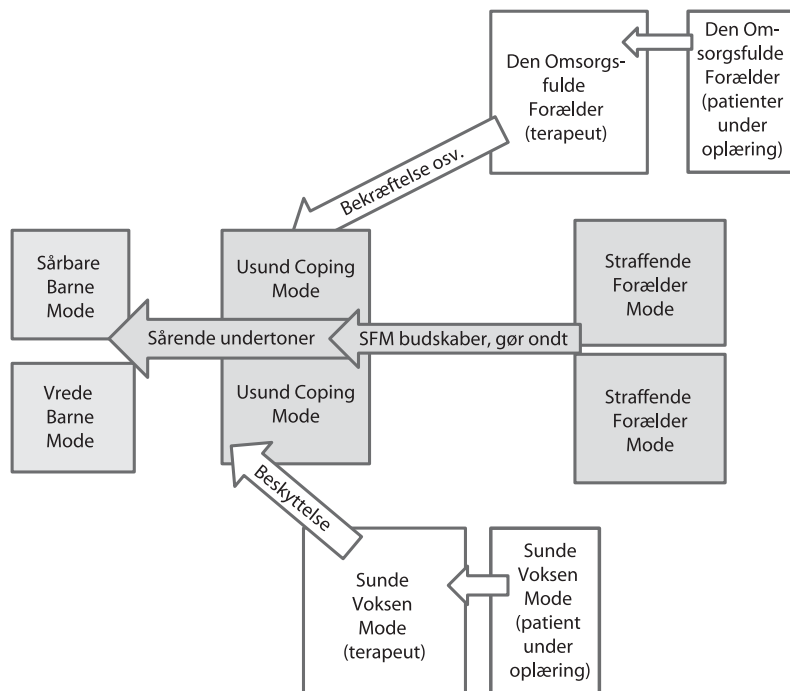 Den Omsorgs-
fulde
Forælder
(terapeut)
Den Om-
sorgsfulde
Forælder
(patienter
under
oplæring)
Bekræftelse osv.
Sårbare
Barne
Mode
Usund Coping
Mode
Straffende
Forælder
Mode
Sårende undertoner
SFM budskaber, gør ondt
Vrede
Barne
Mode
Usund Coping
Mode
Straffende
Forælder
Mode
Beskyttelse
Sunde
Voksen
Mode
(terapeut)
Sunde
Voksen
Mode
(patient
under
oplæring)